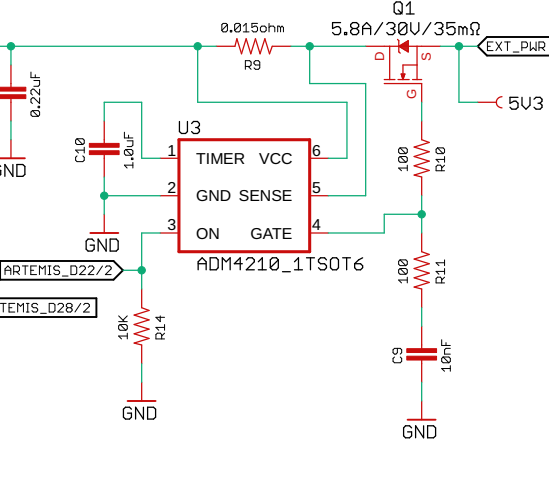 Q1
5.8A/30V/35mΩ
0.015ohm
R9
D
S
G
EXT_PWR
5V3
0.22uF
GND
C10
1.0uF
GND
U3
1
2
3
TIMER VCC
GND SENSE
ON GATE
6
5
4
ADM4210_1TSOT6
100
R10
100
R11
ARTEMIS_D22/2
TEMIS_D28/2
10K
R14
GND
C9
10nF
GND